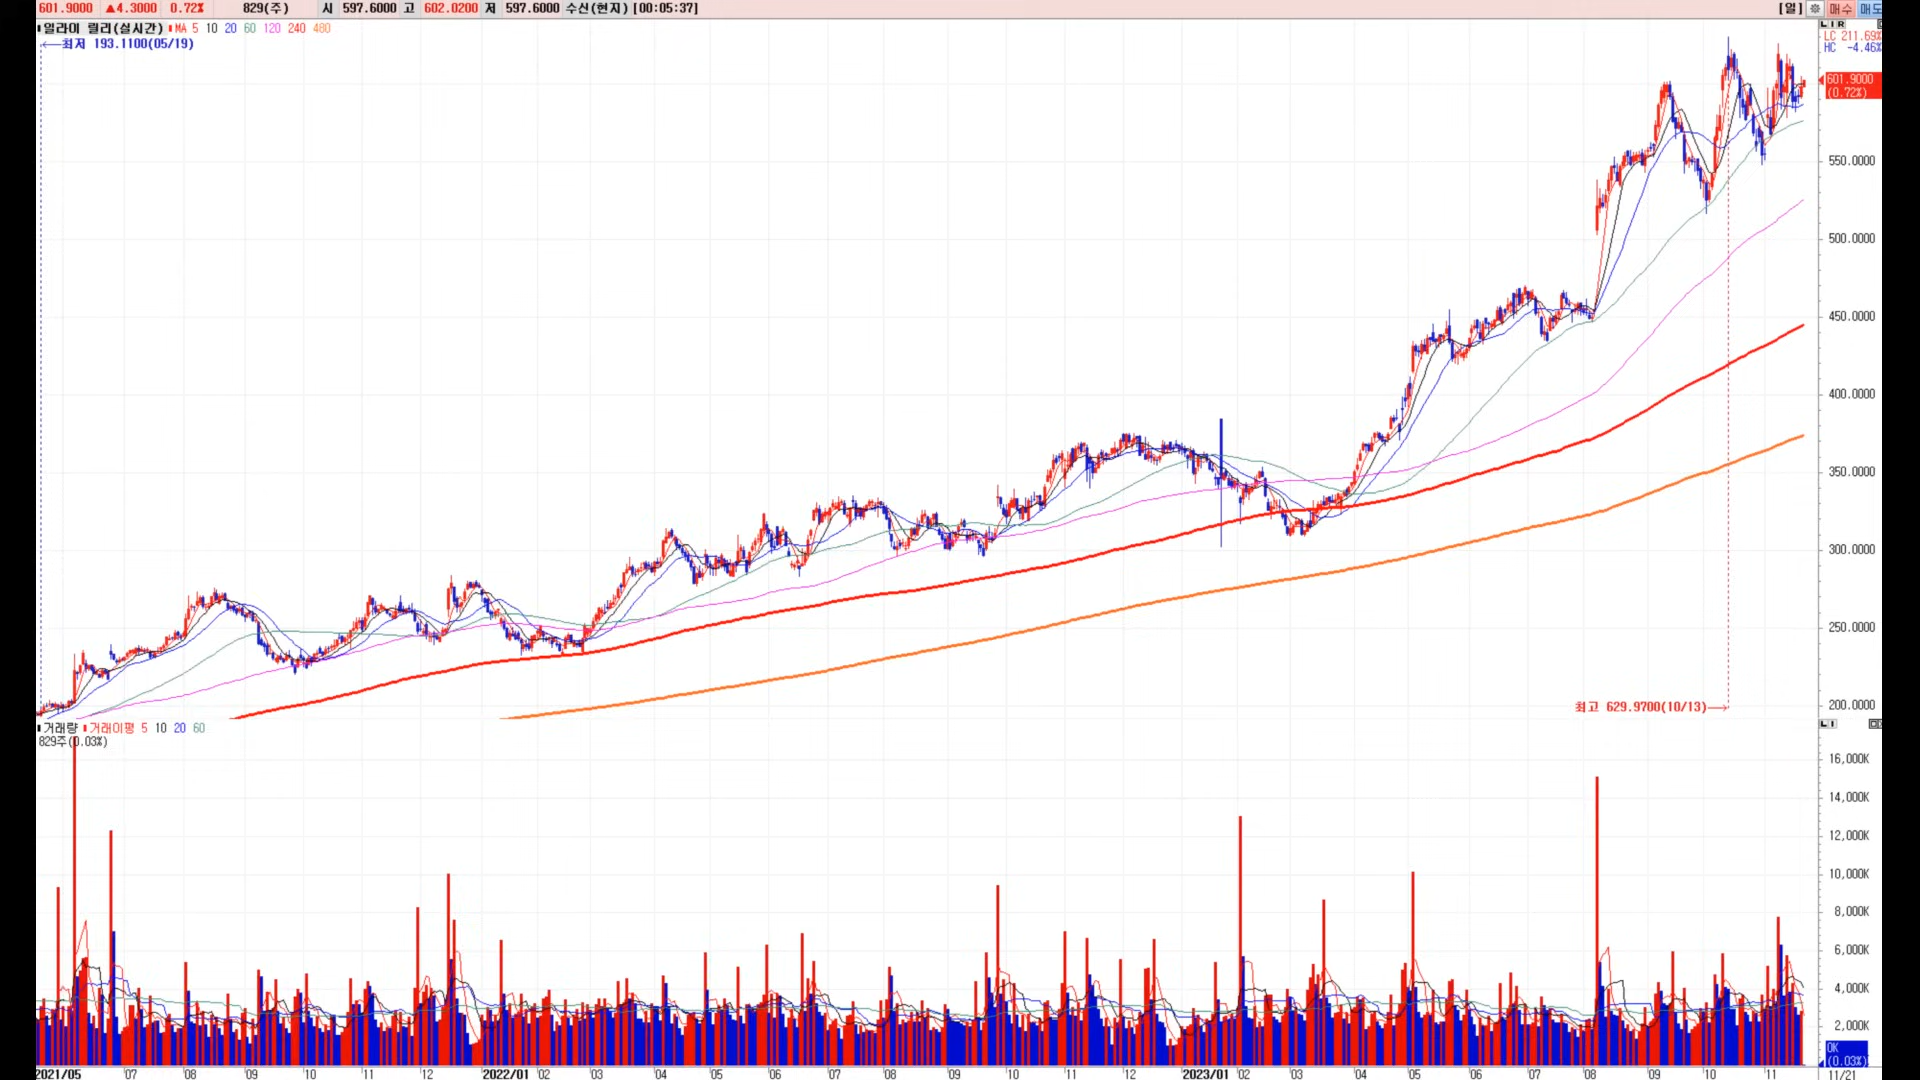 601.9000 ▲4.3000 0.72% 829(주) 시 597.6000 고 602.0200 저 597.6000 수신(현지) [00:05:37] [일] 매수 매도
일라이 릴리(실시간) MA 5 10 20 60 120 240 480
←최저 193.1100(05/19)
LC 211.69%
HC -4.46%
601.9000
(0.72%)
550.0000
500.0000
450.0000
400.0000
350.0000
300.0000
250.0000
200.0000
최고 629.9700(10/13)→
거래량 거래이평 5 10 20 60
829주(0.03%)
16,000K
14,000K
12,000K
10,000K
8,000K
6,000K
4,000K
2,000K
0K
(0.03%)
2021/05 07 08 09 10 11 12 2022/01 02 03 04 05 06 07 08 09 10 11 12 2023/01 02 03 04 05 06 07 08 09 10 11 11/21